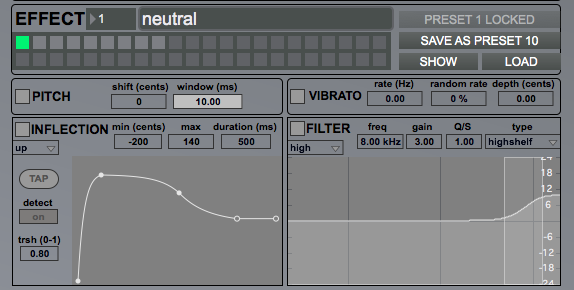 EFFECT 1 neutral PRESET 1 LOCKED
SAVE AS PRESET 10
SHOW LOAD
PITCH shift (cents) window (ms)
0 10.00
VIBRATO rate (Hz) random rate depth (cents)
0.00 0 % 0.00
INFLECTION min (cents) max duration (ms)
up -200 140 500
TAP
detect
on
trsh (0-1)
0.80
FILTER freq gain Q/S type
high 8.00 kHz 3.00 1.00 highshelf
24
18
12
6
-6
-12
-18
-24